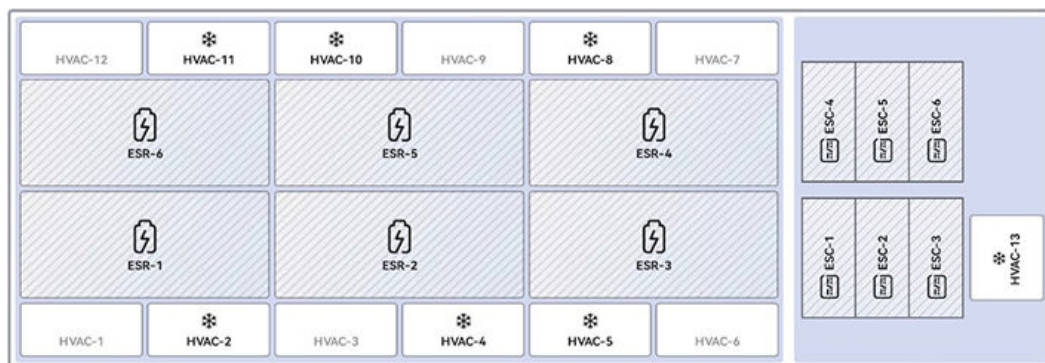 HVAC-12
HVAC-11
HVAC-10
HVAC-9
HVAC-8
HVAC-7
ESR-6
ESR-5
ESR-4
ESR-1
ESR-2
ESR-3
HVAC-1
HVAC-2
HVAC-3
HVAC-4
HVAC-5
HVAC-6
ESC-4
ESC-5
ESC-6
ESC-1
ESC-2
ESC-3
HVAC-13